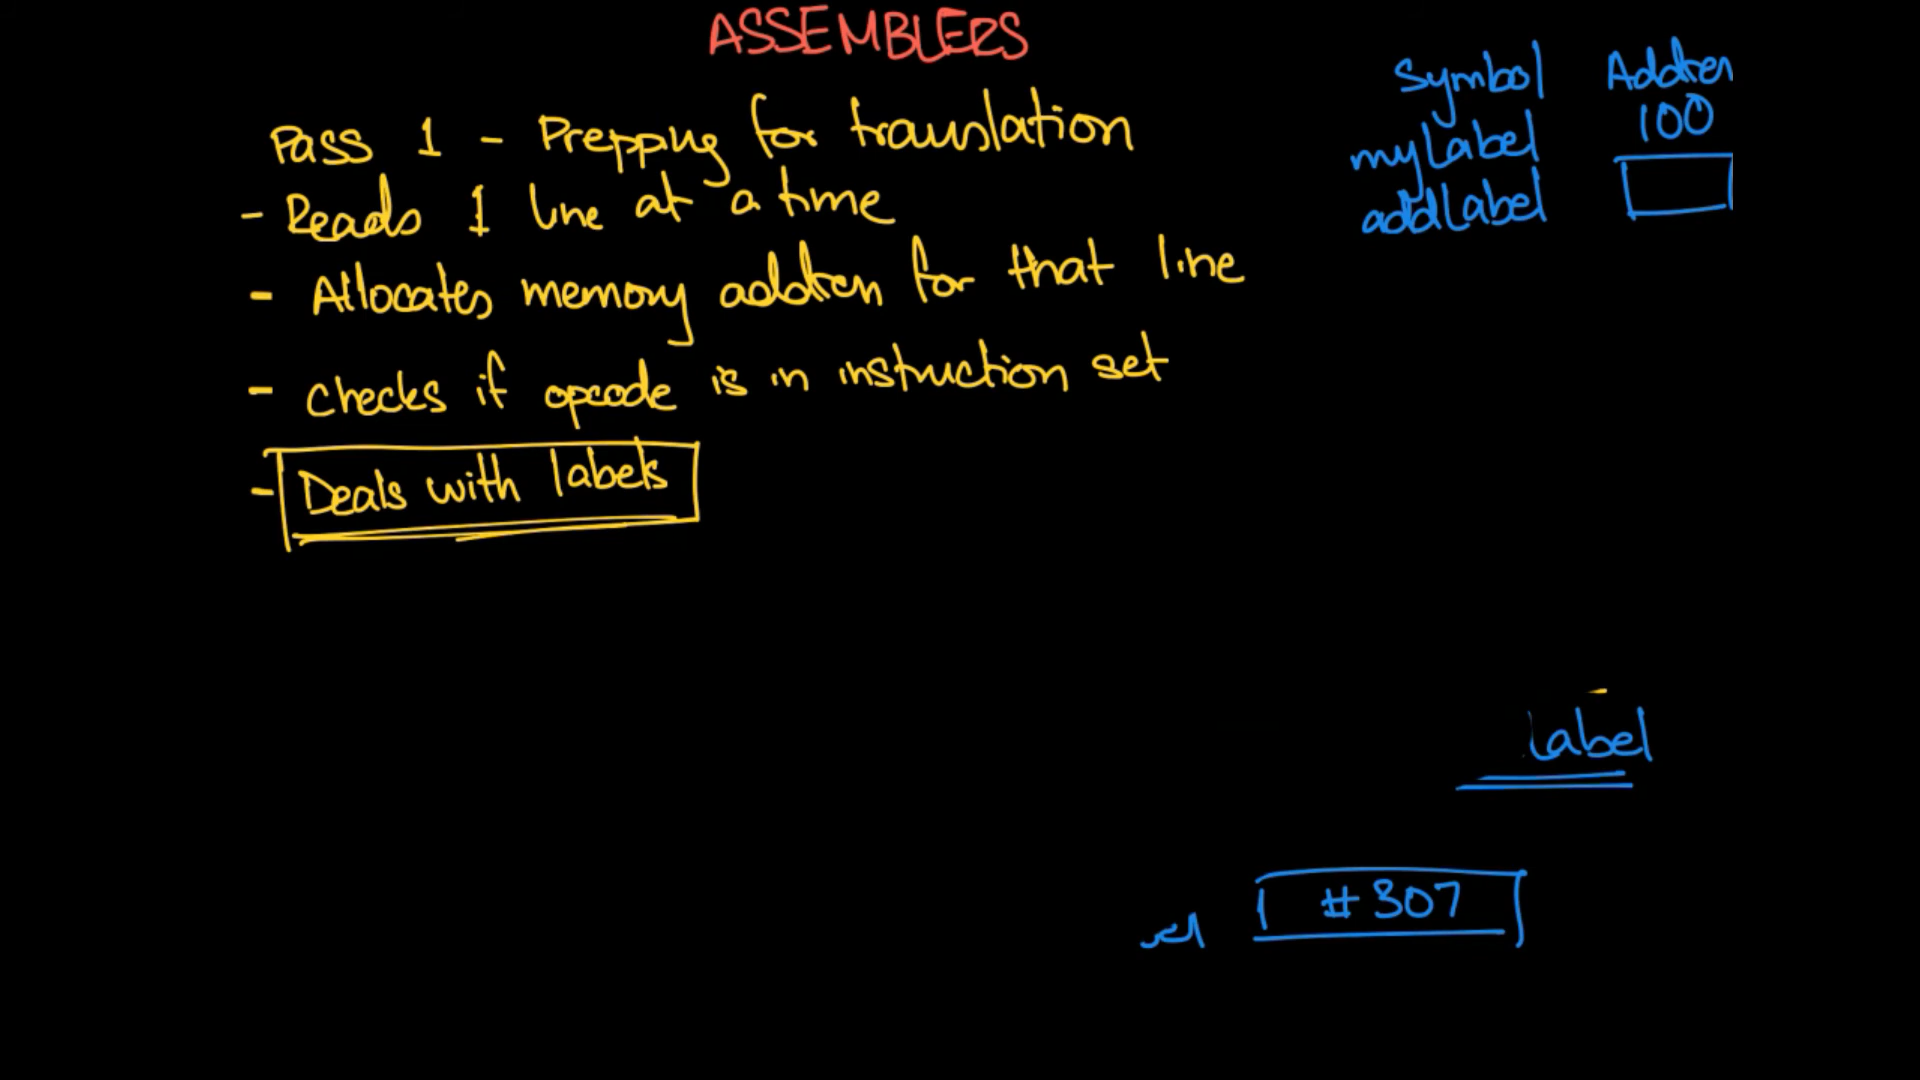 ASSEMBLERS
Pass 1 - Prepping for translation
- Reads 1 line at a time
- Allocates memory address for that line
- Checks if opcode is in instruction set
- Deals with labels
Symbol Addres
myLabel 100
addLabel
label
#307